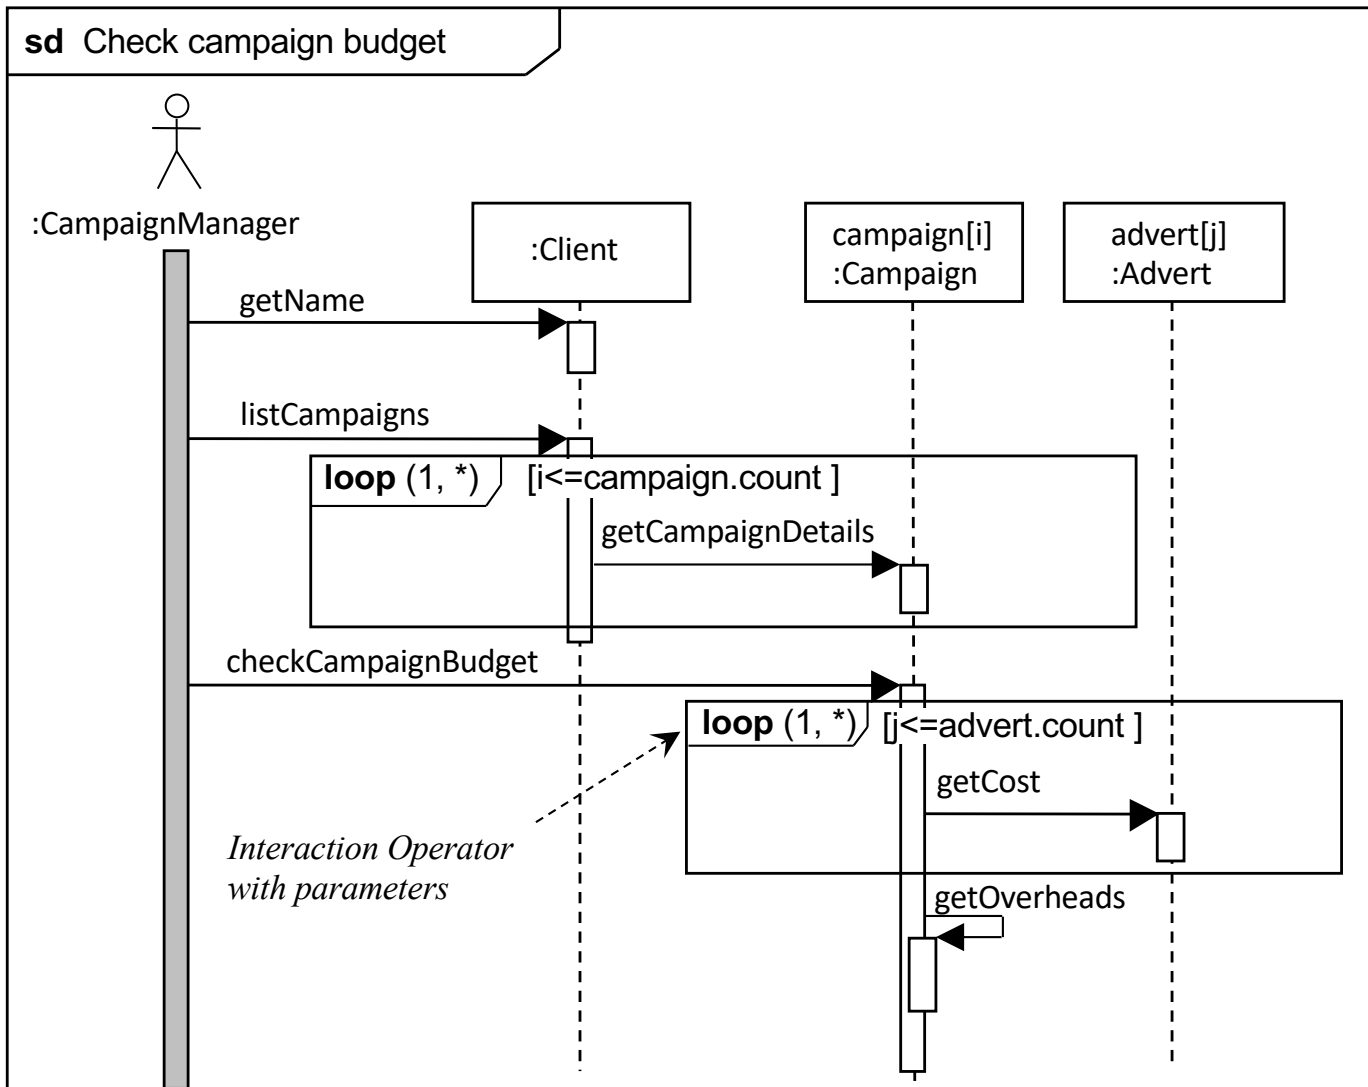 sd Check campaign budget
:CampaignManager
:Client
campaign[i]
:Campaign
advert[j]
:Advert
getName
listCampaigns
loop (1, *) [i<=campaign.count ]
getCampaignDetails
checkCampaignBudget
loop (1, *) [j<=advert.count ]
getCost
Interaction Operator
with parameters
getOverheads